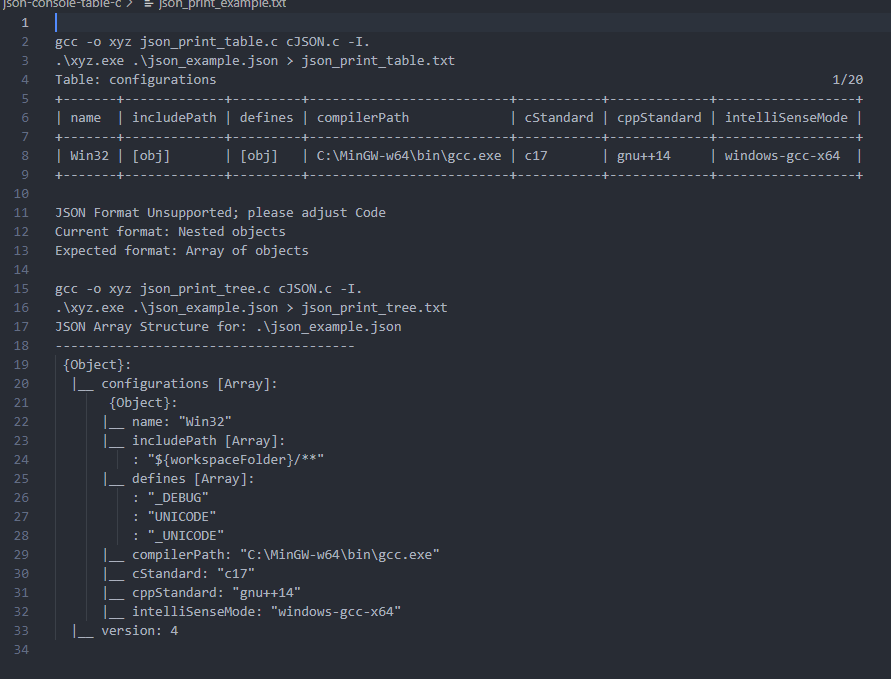 json-console-table-c > json_print_example.txt
1
2 gcc -o xyz json_print_table.c cJSON.c -I.
3 .\xyz.exe .\json_example.json > json_print_table.txt
4 Table: configurations                                                                                1/20
5 +-------+--------------+---------+--------------------------+-----------+-------------+------------------+
6 | name  | includePath  | defines | compilerPath             | cStandard | cppStandard | intelliSenseMode |
7 +-------+--------------+---------+--------------------------+-----------+-------------+------------------+
8 | Win32 | [obj]        | [obj]   | C:\MinGW-w64\bin\gcc.exe | c17       | gnu++14     | windows-gcc-x64  |
9 +-------+--------------+---------+--------------------------+-----------+-------------+------------------+
10
11 JSON Format Unsupported; please adjust Code
12 Current format: Nested objects
13 Expected format: Array of objects
14
15 gcc -o xyz json_print_tree.c cJSON.c -I.
16 .\xyz.exe .\json_example.json > json_print_tree.txt
17 JSON Array Structure for: .\json_example.json
18 ---------------------------------------
19  {Object}:
20   |__ configurations [Array]:
21        {Object}:
22       |__ name: "Win32"
23       |__ includePath [Array]:
24           : "${workspaceFolder}/**"
25       |__ defines [Array]:
26           : "_DEBUG"
27           : "UNICODE"
28           : "_UNICODE"
29       |__ compilerPath: "C:\MinGW-w64\bin\gcc.exe"
30       |__ cStandard: "c17"
31       |__ cppStandard: "gnu++14"
32       |__ intelliSenseMode: "windows-gcc-x64"
33   |__ version: 4
34